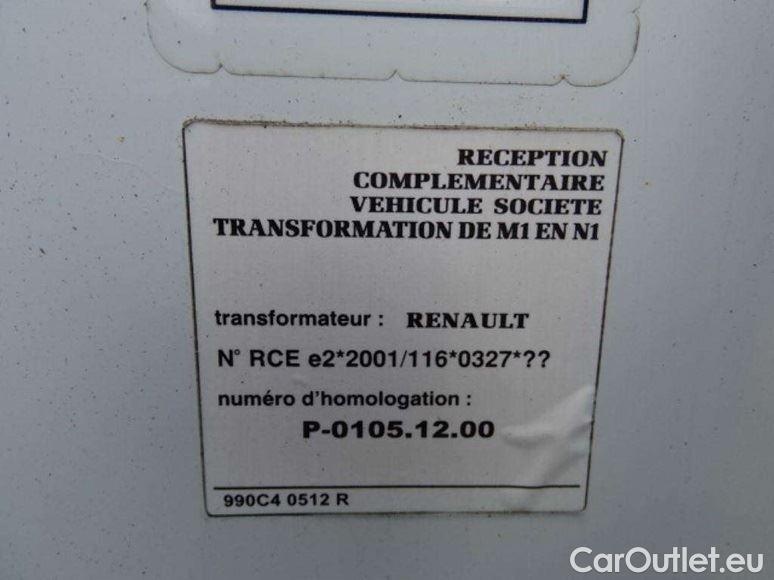 RECEPTION
COMPLEMENTAIRE
VEHICULE SOCIETE
TRANSFORMATION DE M1 EN N1
transformateur : RENAULT
N° RCE e2*2001/116*0327*??
numéro d'homologation :
P-0105.12.00
990C4 0512 R
CarOutlet.eu